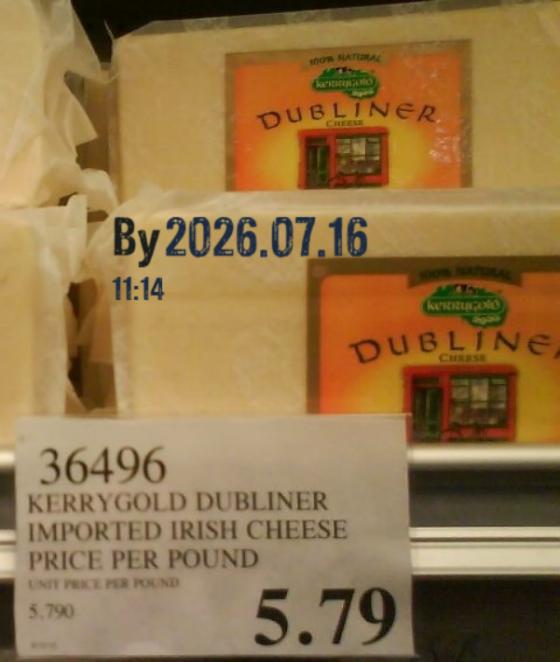 100% NATURAL
KERRYGOLD
DUBLINER
CHEESE
By 2026.07.16
11:14
100% NATURAL
KERRYGOLD
DUBLINER
CHEESE
36496
KERRYGOLD DUBLINER
IMPORTED IRISH CHEESE
PRICE PER POUND
UNIT PRICE PER POUND
5.790
5.79